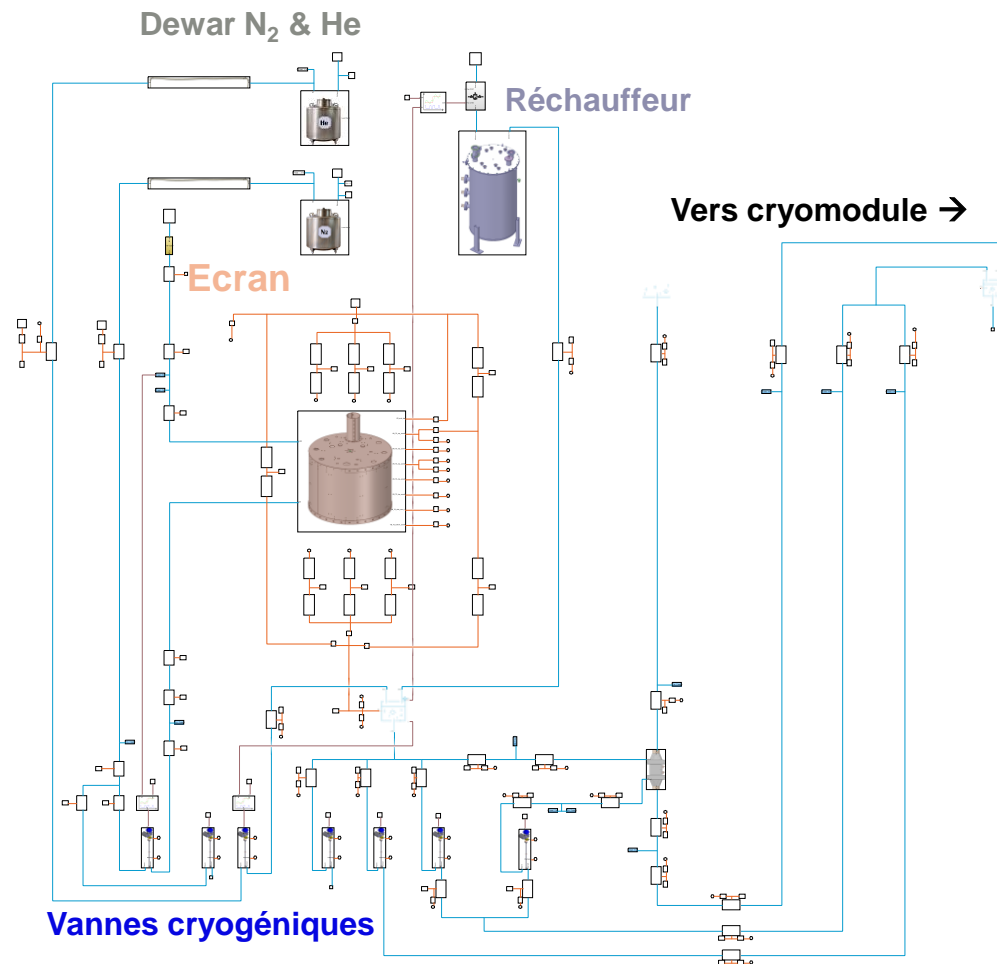 Dewar N₂ & He
He
Réchauffeur
Vers cryomodule →
N₂
Ecran
Vannes cryogéniques